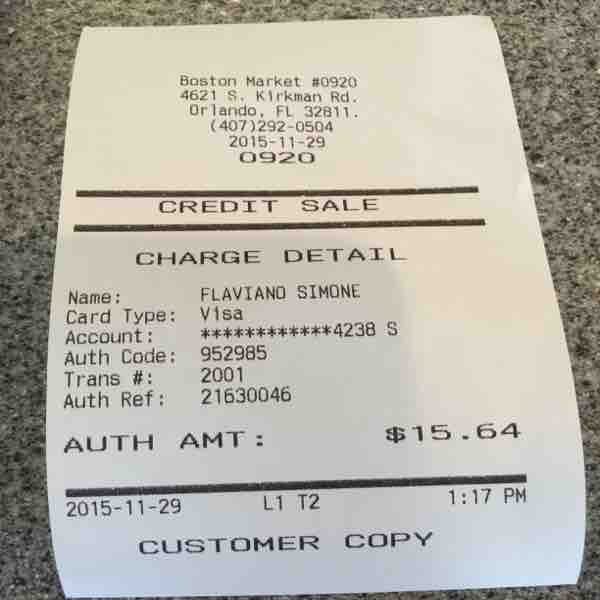 Boston Market #0920
4621 S. Kirkman Rd.
Orlando, FL 32811.
(407)292-0504
2015-11-29
0920
CREDIT SALE
CHARGE DETAIL
Name: FLAVIANO SIMONE
Card Type: Visa
Account: ************4238 S
Auth Code: 952985
Trans #: 2001
Auth Ref: 21630046
AUTH AMT: $15.64
2015-11-29 L1 T2 1:17 PM
CUSTOMER COPY